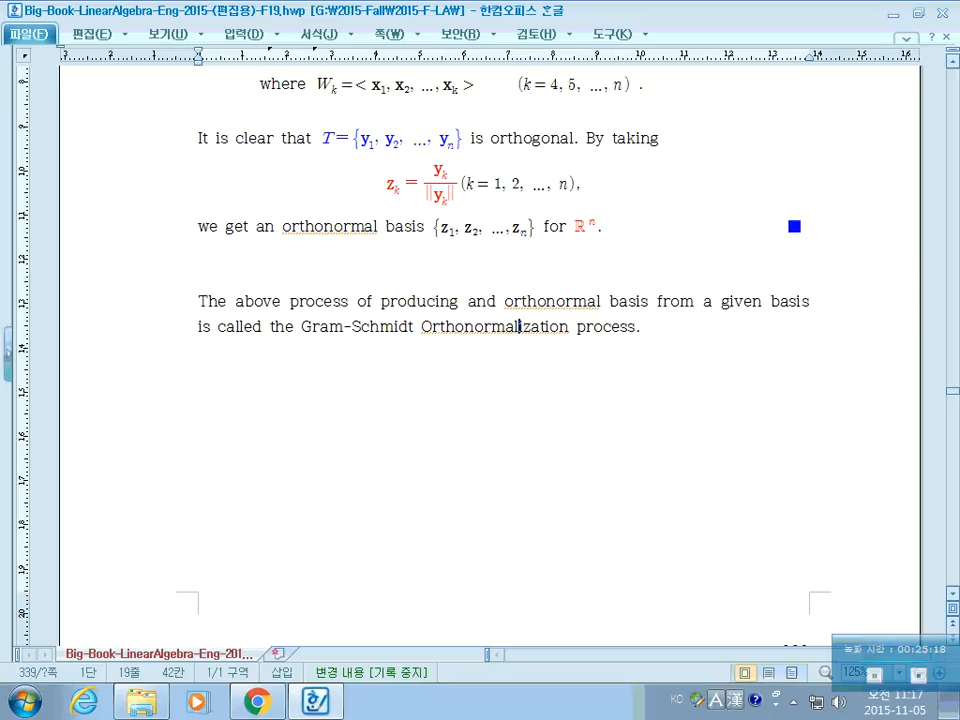 Big-Book-LinearAlgebra-Eng-2015-(편집용)-F19.hwp [G:₩2015-Fall₩2015-F-LA₩] - 한컴오피스 한글
파일(F) 편집(E) 보기(U) 입력(D) 서식(J) 쪽(W) 보안(R) 검토(H) 도구(K)
where W_k = < x_1, x_2, ..., x_k > (k = 4, 5, ..., n) .
It is clear that T = {y_1, y_2, ..., y_n} is orthogonal. By taking
z_k = y_k / ||y_k|| (k = 1, 2, ..., n),
we get an orthonormal basis {z_1, z_2, ..., z_n} for ℝ^n.
The above process of producing and orthonormal basis from a given basis
is called the Gram-Schmidt Orthonormalization process.
Big-Book-LinearAlgebra-Eng-201...
녹화 시간 : 00:25:18
339/?쪽 1단 19줄 42칸 1/1 구역 삽입 변경 내용 [기록 중지] 125%
KO A 漢 오전 11:17
2015-11-05